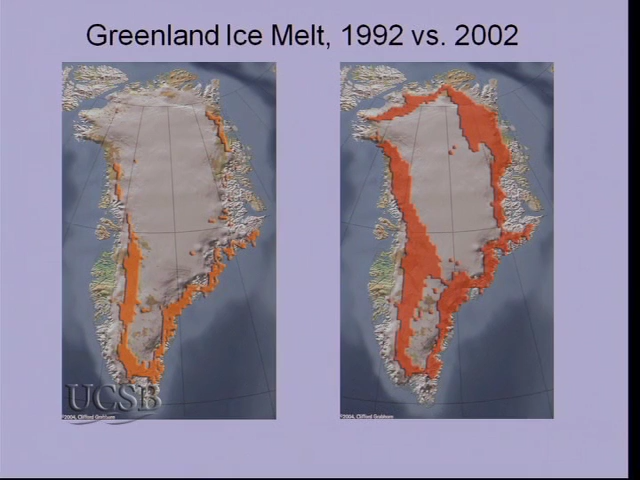 Greenland Ice Melt, 1992 vs. 2002
UCSB
©2004, Clifford Grabhorn
©2004, Clifford Grabhorn